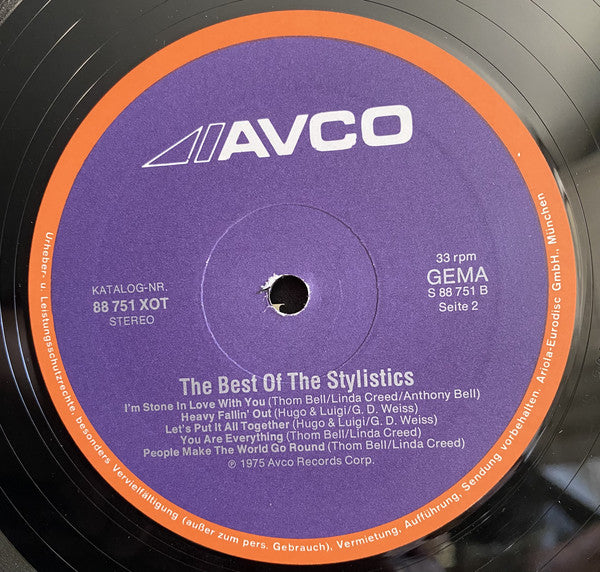 AVCO
KATALOG-NR.
88 751 XOT
STEREO
33 rpm
GEMA
S 88 751 B
Seite 2
The Best Of The Stylistics
I'm Stone In Love With You (Thom Bell/Linda Creed/Anthony Bell)
Heavy Fallin' Out (Hugo & Luigi/G. D. Weiss)
Let's Put It All Together (Hugo & Luigi/G. D. Weiss)
You Are Everything (Thom Bell/Linda Creed)
People Make The World Go Round (Thom Bell/Linda Creed)
℗ 1975 Avco Records Corp.
Urheber- u. Leistungsschutzrechte, besonders Vervielfältigung (außer zum pers. Gebrauch), Vermietung, Aufführung, Sendung vorbehalten. Ariola-Eurodisc GmbH., München